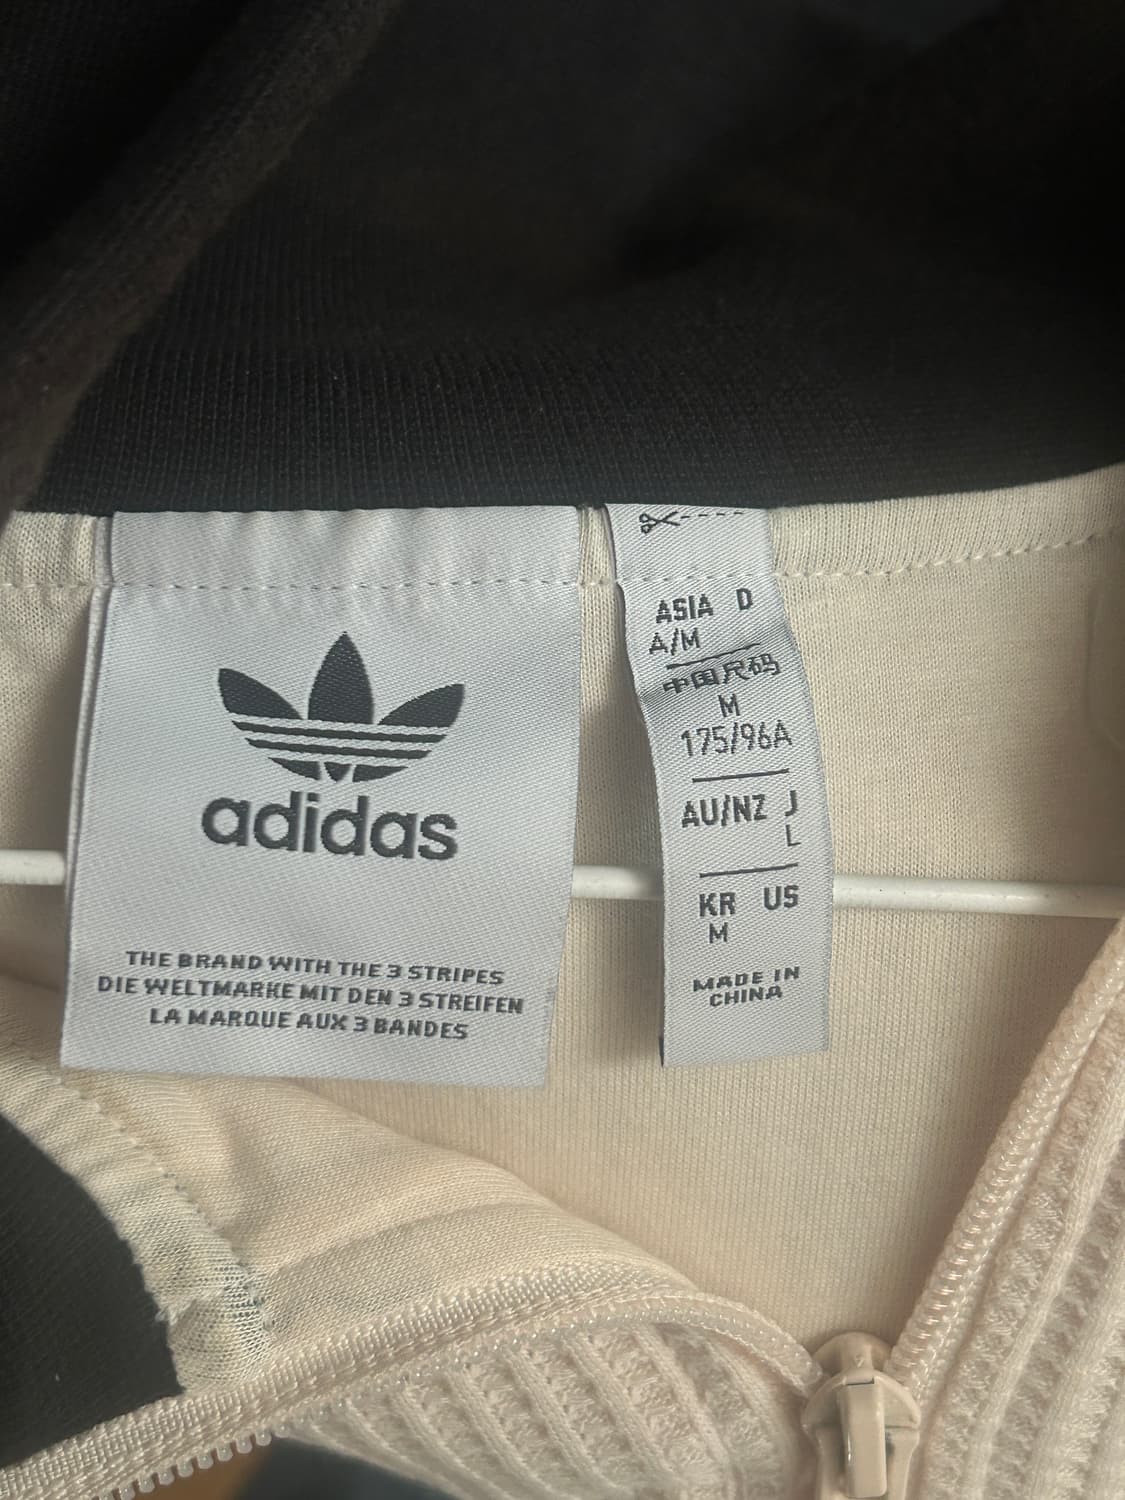 adidas
THE BRAND WITH THE 3 STRIPES
DIE WELTMARKE MIT DEN 3 STREIFEN
LA MARQUE AUX 3 BANDES
ASIA D
A/M
中国尺码
M
175/96A
AU/NZ J
L
KR US
M
MADE IN
CHINA